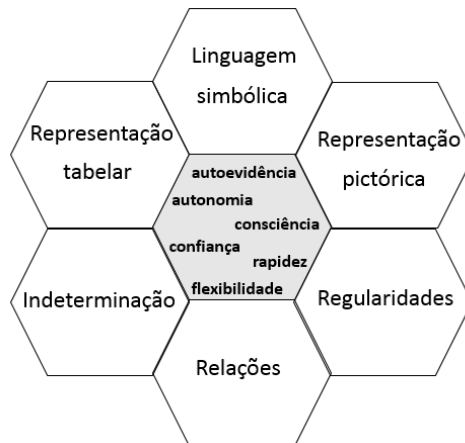 Linguagem
simbólica
Representação
tabelar
Representação
pictórica
autoevidência
autonomia
consciência
confiança
rapidez
flexibilidade
Indeterminação
Regularidades
Relações